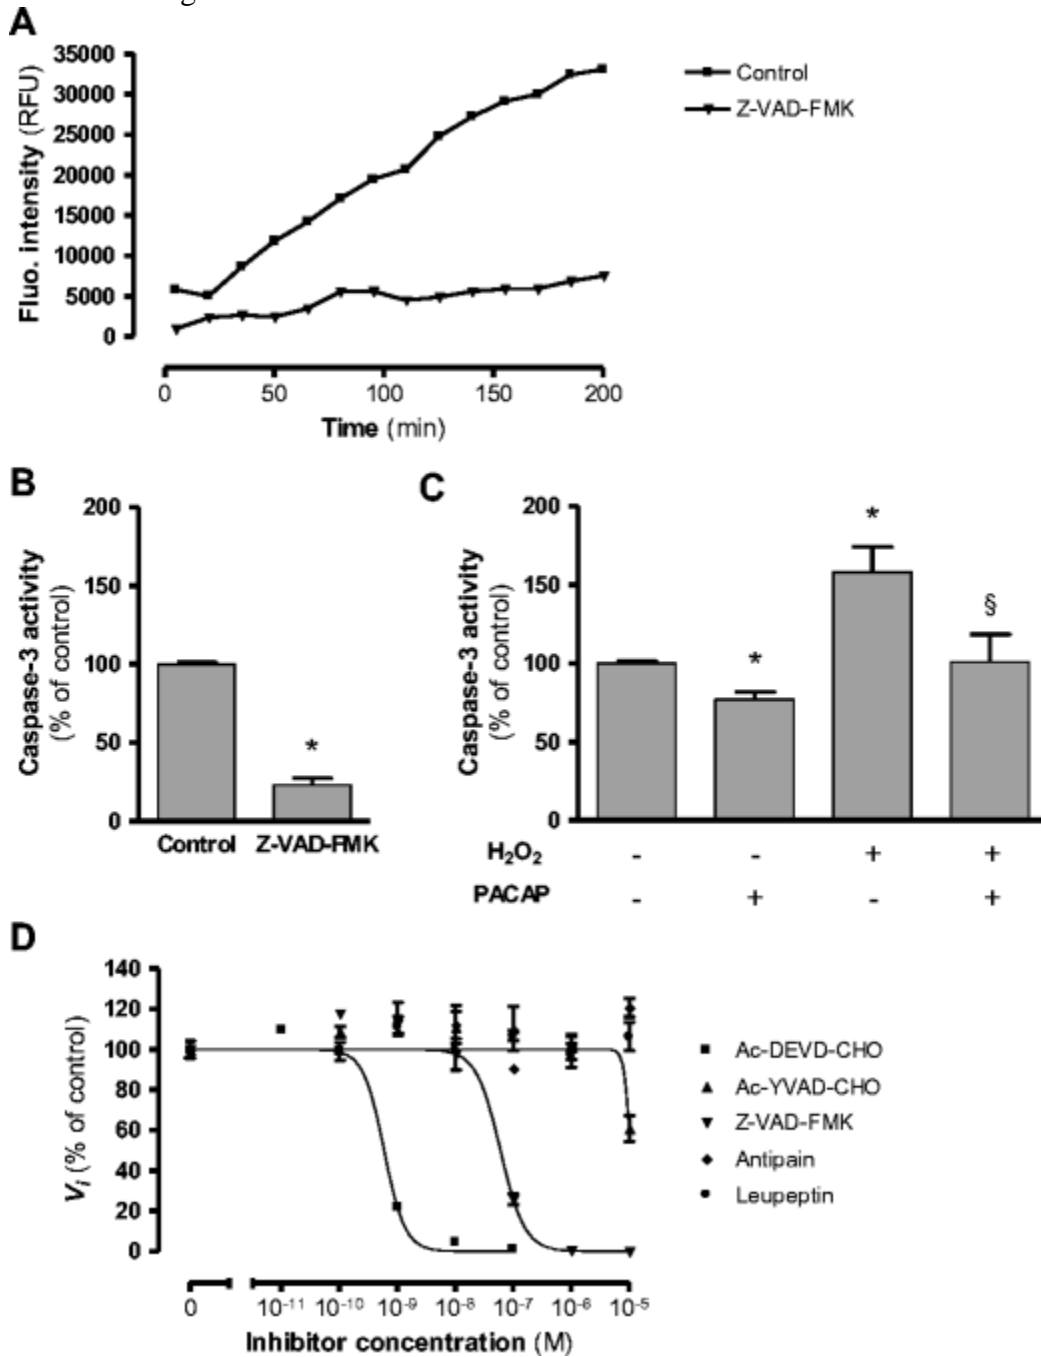 A
35000
30000
25000
20000
15000
10000
5000
0
Fluo. intensity (RFU)
0 50 100 150 200
Time (min)
Control
Z-VAD-FMK
B
200
150
100
50
0
Caspase-3 activity
(% of control)
*
Control Z-VAD-FMK
C
200
150
100
50
0
Caspase-3 activity
(% of control)
* * §
H₂O₂ - - + +
PACAP - + - +
D
140
120
100
80
60
40
20
0
Vi (% of control)
0 10⁻¹¹ 10⁻¹⁰ 10⁻⁹ 10⁻⁸ 10⁻⁷ 10⁻⁶ 10⁻⁵
Inhibitor concentration (M)
Ac-DEVD-CHO
Ac-YVAD-CHO
Z-VAD-FMK
Antipain
Leupeptin